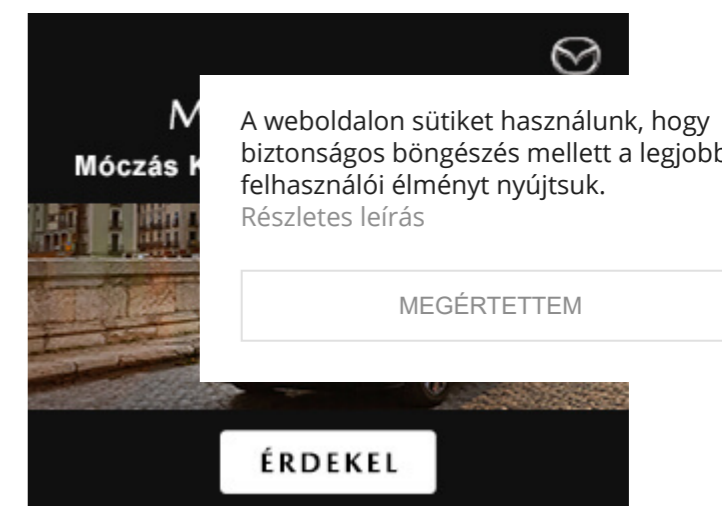 Móczás
A weboldalon sütiket használunk, hogy
biztonságos böngészés mellett a legjobb
felhasználói élményt nyújtsuk.
Részletes leírás
MEGÉRTETTEM
ÉRDEKEL